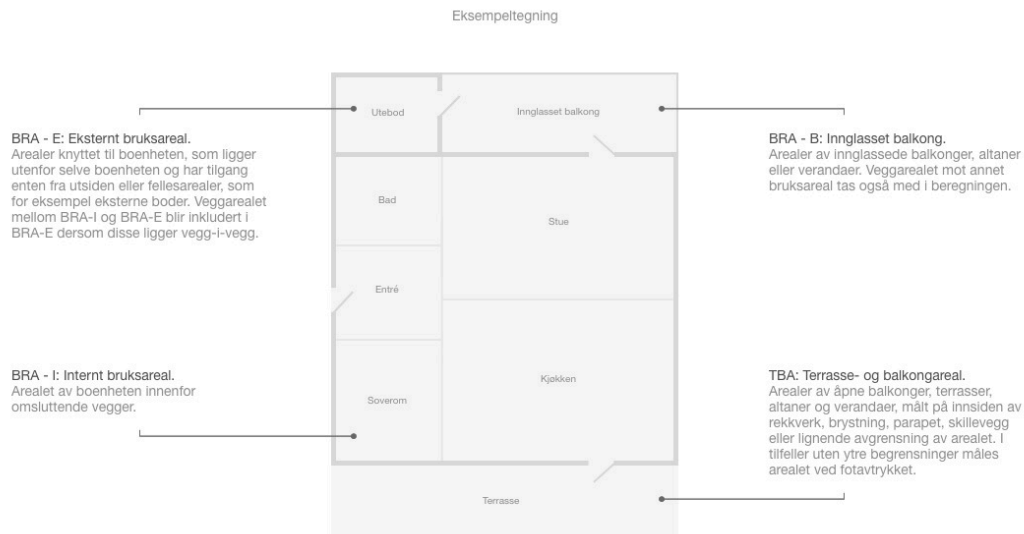 Eksempeltegning
Utebod
Innglasset balkong
BRA - E: Eksternt bruksareal.
Arealer knyttet til boenheten, som ligger
utenfor selve boenheten og har tilgang
enten fra utsiden eller fellesarealer, som
for eksempel eksterne boder. Veggarealet
mellom BRA-I og BRA-E blir inkludert i
BRA-E dersom disse ligger vegg-i-vegg.
BRA - B: Innglasset balkong.
Arealer av innglassede balkonger, altaner
eller verandaer. Veggarealet mot annet
bruksareal tas også med i beregningen.
Bad
Stue
Entré
Kjøkken
Soverom
BRA - I: Internt bruksareal.
Arealet av boenheten innenfor
omsluttende vegger.
TBA: Terrasse- og balkongareal.
Arealer av åpne balkonger, terrasser,
altaner og verandaer, målt på innsiden av
rekkverk, brystning, parapet, skillevegg
eller lignende avgrensning av arealet. I
tilfeller uten ytre begrensninger måles
arealet ved fotavtrykket.
Terrasse